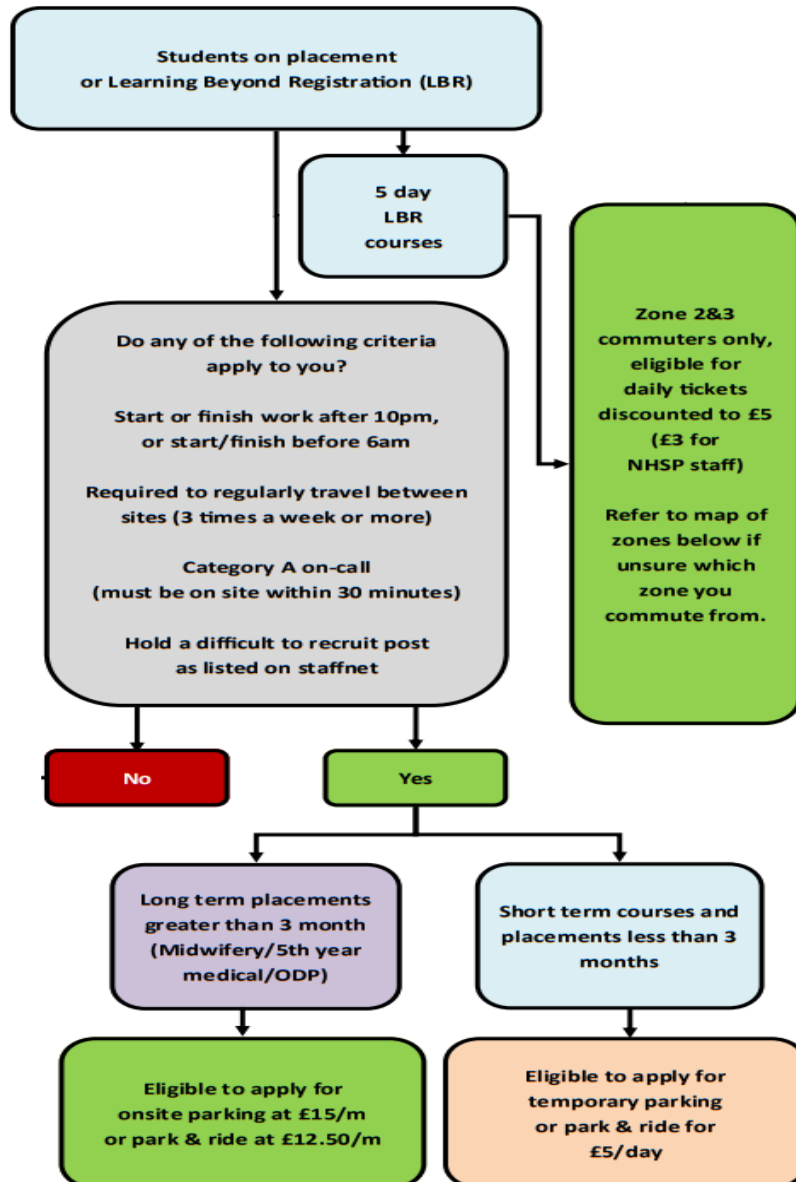 Students on placement
or Learning Beyond Registration (LBR)
5 day
LBR
courses
Zone 2&3
commuters only,
eligible for
daily tickets
discounted to £5
(£3 for
NHSP staff)
Refer to map of
zones below if
unsure which
zone you
commute from.
Do any of the following criteria
apply to you?
Start or finish work after 10pm,
or start/finish before 6am
Required to regularly travel between
sites (3 times a week or more)
Category A on-call
(must be on site within 30 minutes)
Hold a difficult to recruit post
as listed on staffnet
No
Yes
Long term placements
greater than 3 month
(Midwifery/5th year
medical/ODP)
Short term courses and
placements less than 3
months
Eligible to apply for
onsite parking at £15/m
or park & ride at £12.50/m
Eligible to apply for
temporary parking
or park & ride for
£5/day